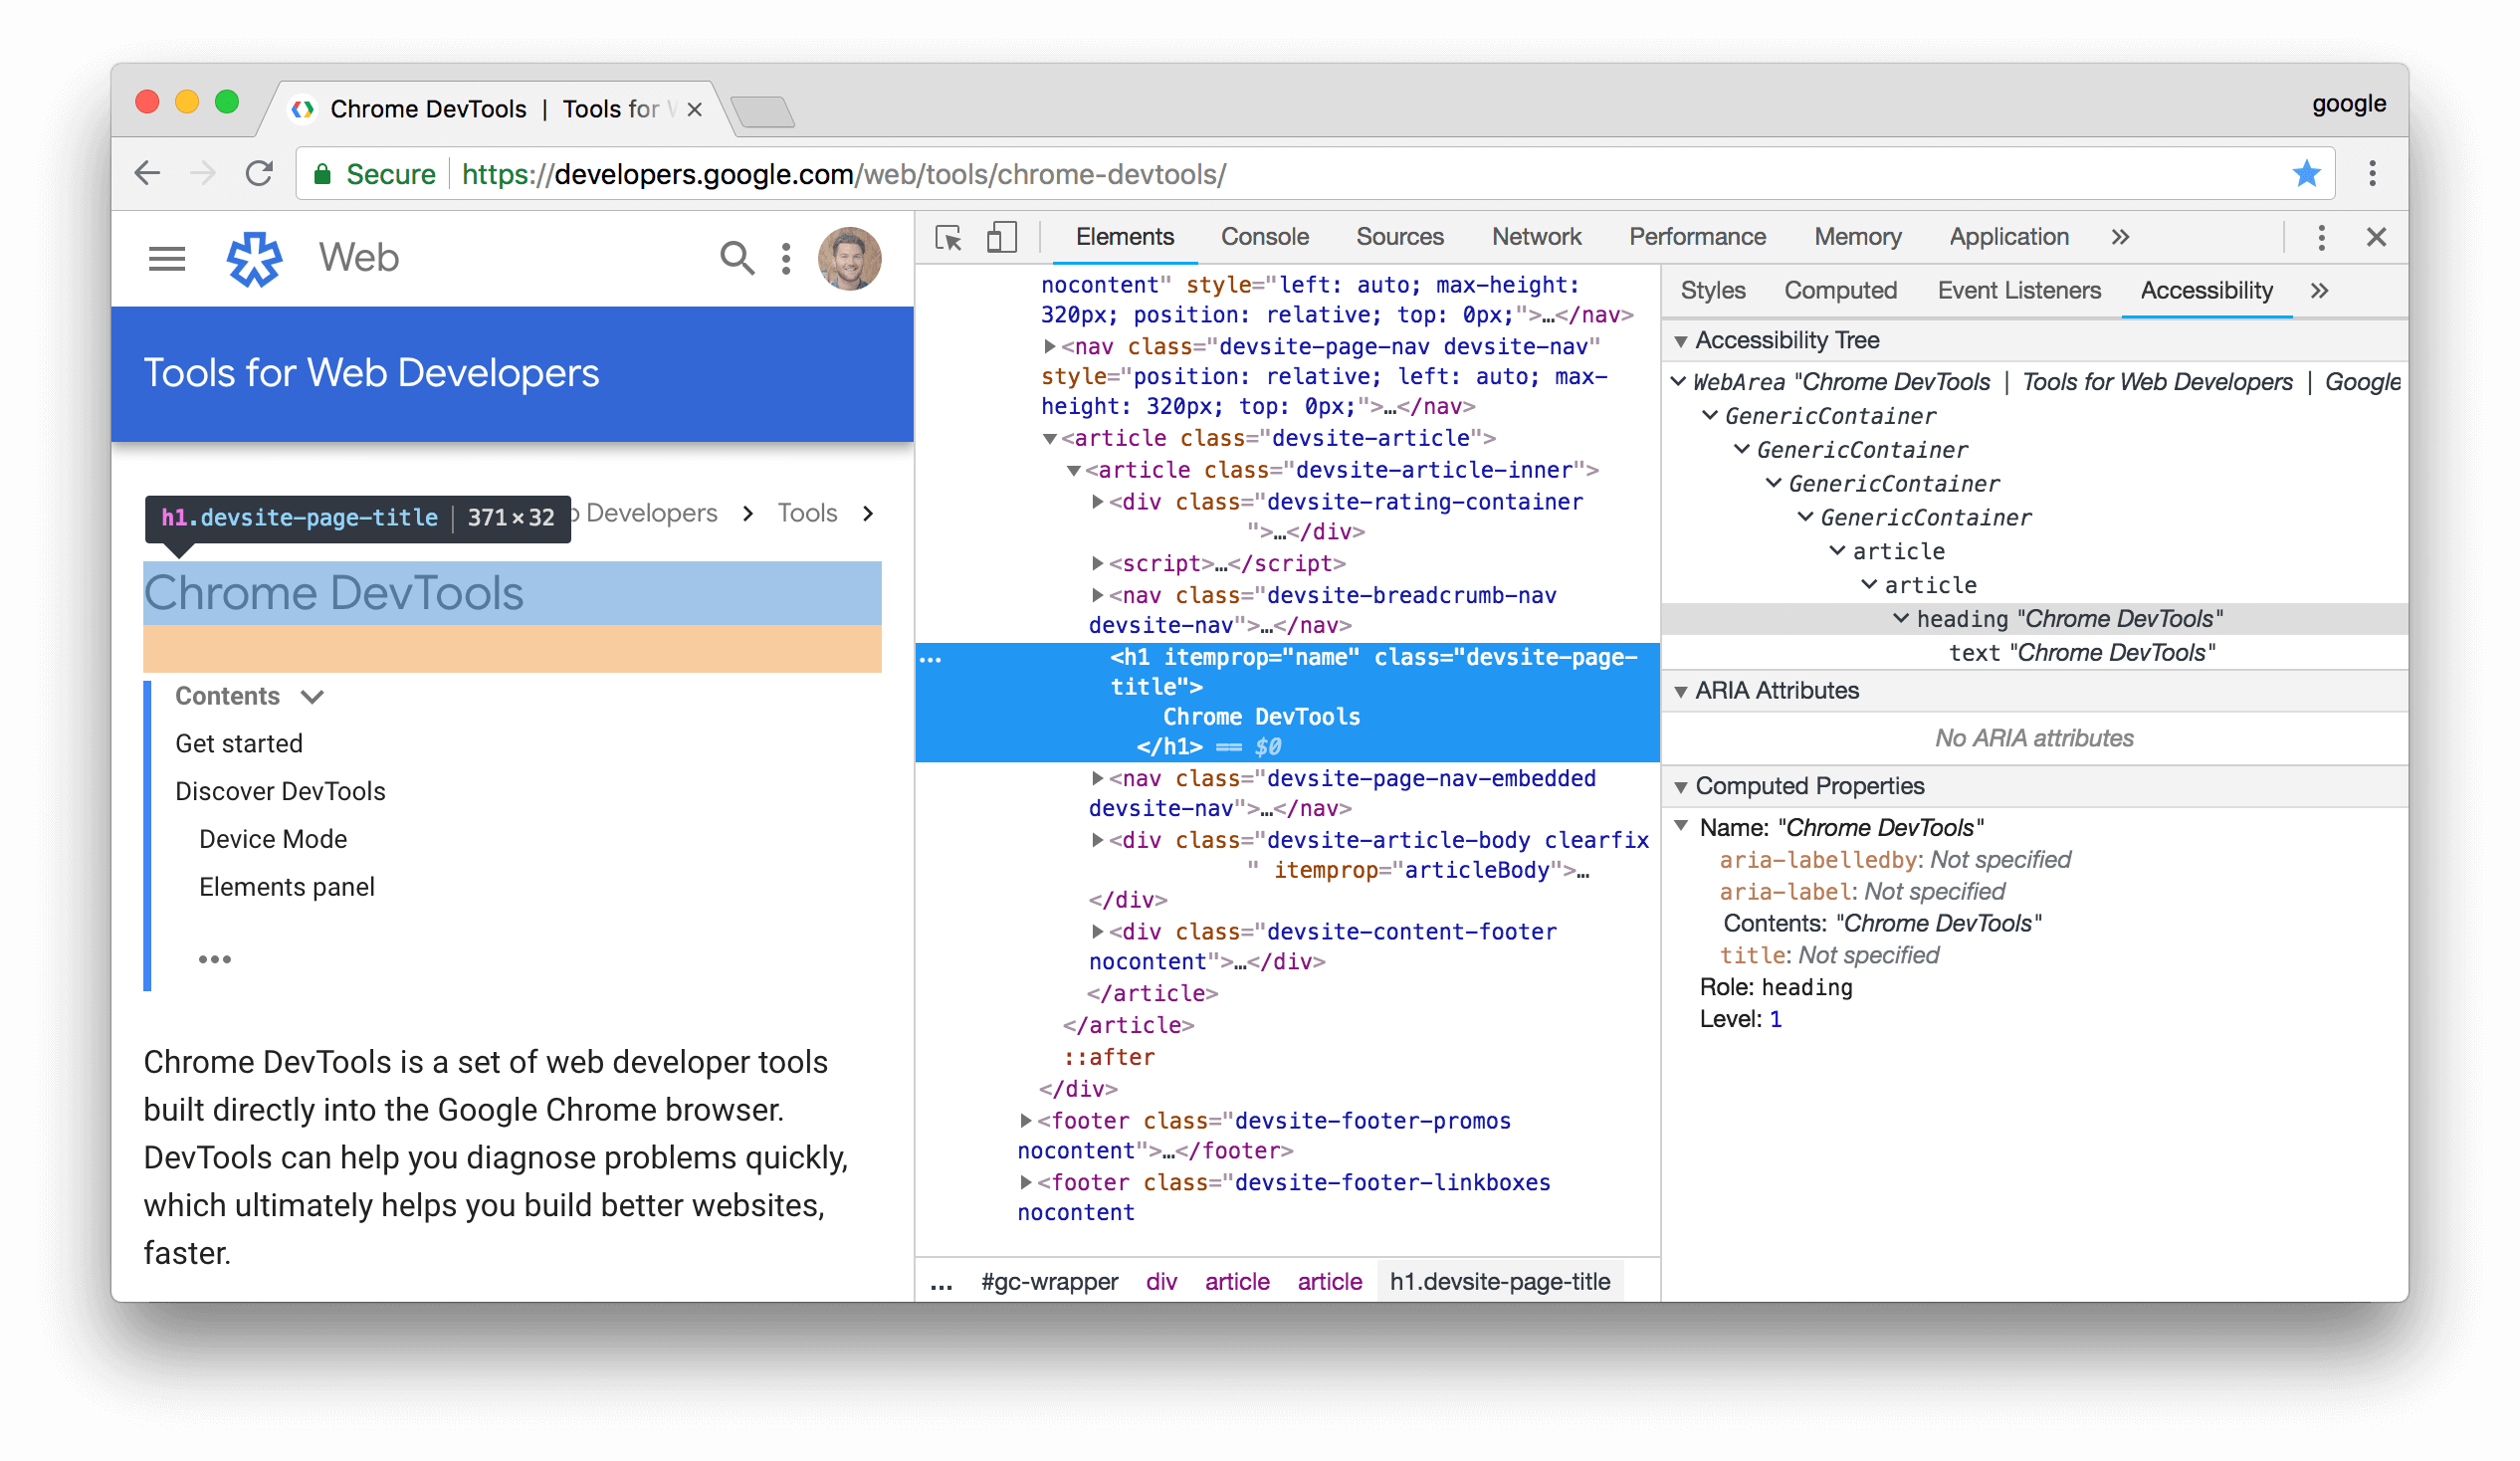 Chrome DevTools | Tools for W
google
Secure https://developers.google.com/web/tools/chrome-devtools/
Web
Tools for Web Developers
h1.devsite-page-title 371×32
Developers > Tools >
Chrome DevTools
Contents
Get started
Discover DevTools
Device Mode
Elements panel
•••
Chrome DevTools is a set of web developer tools
built directly into the Google Chrome browser.
DevTools can help you diagnose problems quickly,
which ultimately helps you build better websites,
faster.
Elements Console Sources Network Performance Memory Application »
nocontent" style="left: auto; max-height:
320px; position: relative; top: 0px;">…</nav>
<nav class="devsite-page-nav devsite-nav"
style="position: relative; left: auto; max-
height: 320px; top: 0px;">…</nav>
<article class="devsite-article">
<article class="devsite-article-inner">
<div class="devsite-rating-container
">…</div>
<script>…</script>
<nav class="devsite-breadcrumb-nav
devsite-nav">…</nav>
… <h1 itemprop="name" class="devsite-page-
title">
Chrome DevTools
</h1> == $0
<nav class="devsite-page-nav-embedded
devsite-nav">…</nav>
<div class="devsite-article-body clearfix
" itemprop="articleBody">…
</div>
<div class="devsite-content-footer
nocontent">…</div>
</article>
</article>
::after
</div>
<footer class="devsite-footer-promos
nocontent">…</footer>
<footer class="devsite-footer-linkboxes
nocontent
... #gc-wrapper div article article h1.devsite-page-title
Styles Computed Event Listeners Accessibility »
Accessibility Tree
WebArea "Chrome DevTools | Tools for Web Developers | Google
GenericContainer
GenericContainer
GenericContainer
GenericContainer
article
article
heading "Chrome DevTools"
text "Chrome DevTools"
ARIA Attributes
No ARIA attributes
Computed Properties
Name: "Chrome DevTools"
aria-labelledby: Not specified
aria-label: Not specified
Contents: "Chrome DevTools"
title: Not specified
Role: heading
Level: 1